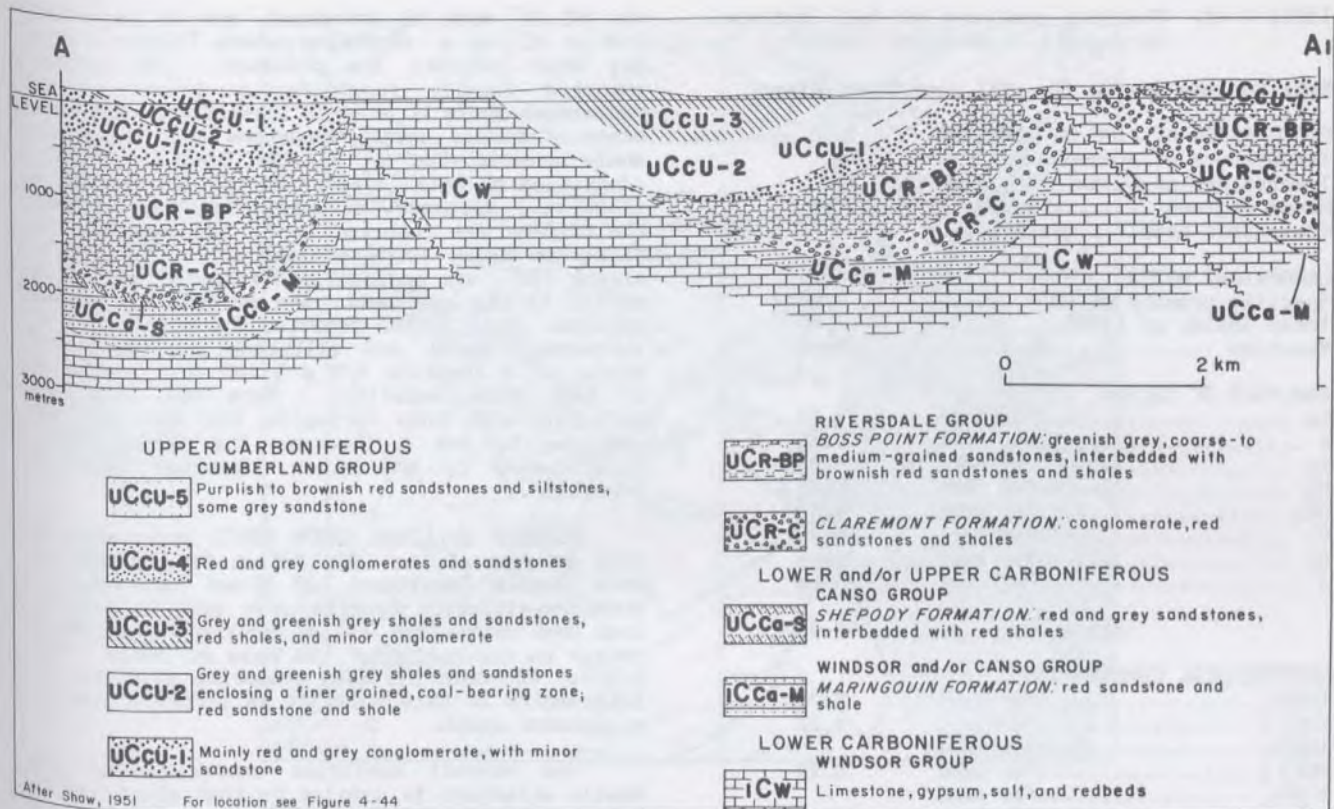 A
A1
SEA
LEVEL
1000
2000
3000
metres
UCCU-1
UCCU-2
UCCU-1
UCR-BP
UCR-C
UCCa-S
lCCa-M
lCW
UCCU-3
UCCU-2
UCCU-1
UCR-BP
UCR-C
UCCa-M
lCW
UCCU-1
UCR-BP
UCR-C
UCCa-M
0 2 km
UPPER CARBONIFEROUS
CUMBERLAND GROUP
UCCU-5 Purplish to brownish red sandstones and siltstones,
some grey sandstone
UCCU-4 Red and grey conglomerates and sandstones
UCCU-3 Grey and greenish grey shales and sandstones,
red shales, and minor conglomerate
UCCU-2 Grey and greenish grey shales and sandstones
enclosing a finer grained, coal-bearing zone;
red sandstone and shale
UCCU-1 Mainly red and grey conglomerate, with minor
sandstone
After Shaw, 1951 For location see Figure 4-44
RIVERSDALE GROUP
UCR-BP BOSS POINT FORMATION: greenish grey, coarse-to
medium-grained sandstones, interbedded with
brownish red sandstones and shales
UCR-C CLAREMONT FORMATION: conglomerate, red
sandstones and shales
LOWER and/or UPPER CARBONIFEROUS
CANSO GROUP
UCCa-S SHEPODY FORMATION: red and grey sandstones,
interbedded with red shales
WINDSOR and/or CANSO GROUP
lCCa-M MARINGOUIN FORMATION: red sandstone and
shale
LOWER CARBONIFEROUS
WINDSOR GROUP
lCW Limestone, gypsum, salt, and redbeds